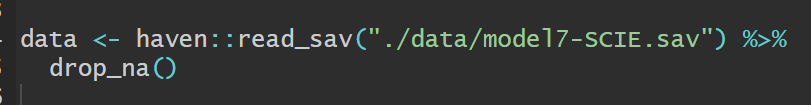 data <- haven::read_sav("./data/model7-SCIE.sav") %>%
  drop_na()